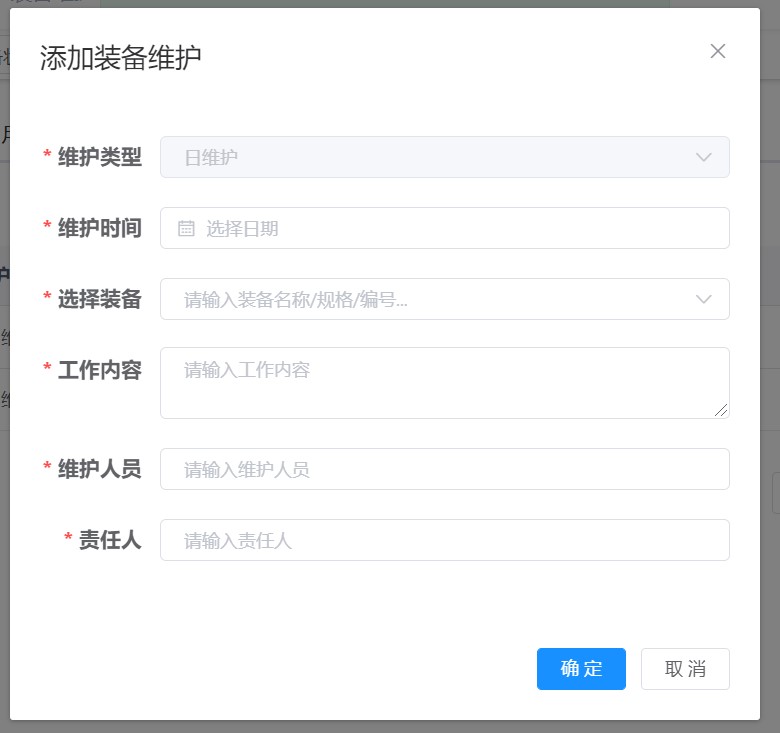 添加装备维护
* 维护类型 日维护
* 维护时间 选择日期
* 选择装备 请输入装备名称/规格/编号...
* 工作内容 请输入工作内容
* 维护人员 请输入维护人员
* 责任人 请输入责任人
确定 取消